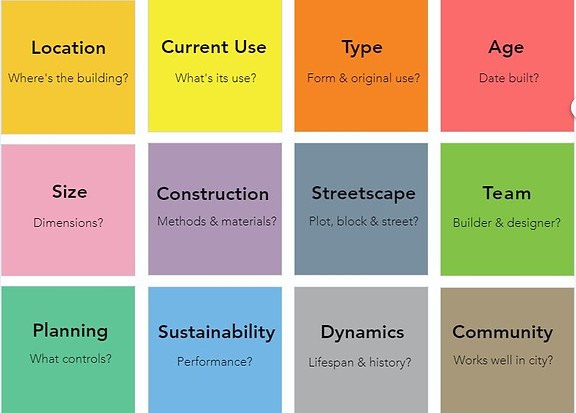 Location
Where's the building?
Current Use
What's its use?
Type
Form & original use?
Age
Date built?
Size
Dimensions?
Construction
Methods & materials?
Streetscape
Plot, block & street?
Team
Builder & designer?
Planning
What controls?
Sustainability
Performance?
Dynamics
Lifespan & history?
Community
Works well in city?